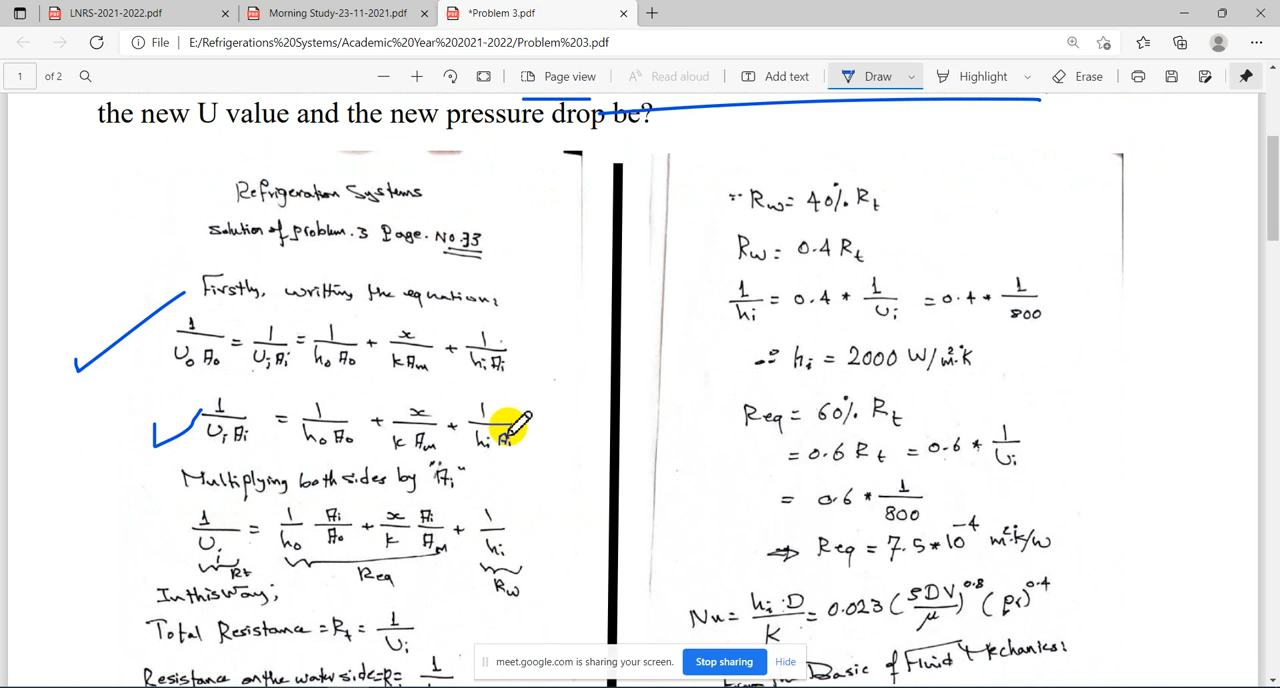 LNRS-2021-2022.pdf
Morning Study-23-11-2021.pdf
*Problem 3.pdf
File
E:/Refrigerations%20Systems/Academic%20Year%202021-2022/Problem%203.pdf
1 of 2
Page view
Read aloud
Add text
Draw
Highlight
Erase
the new U value and the new pressure drop be?
Refrigeration Systems
Solution of problem.3 Page.No.33
Firstly, writting the equation:
1/(Uo Ao) = 1/(Ui Ai) = 1/(ho Ao) + x/(k Am) + 1/(hi Ai)
1/(Ui Ai) = 1/(ho Ao) + x/(k Am) + 1/(hi Ai)
Multiplying both sides by "Ai"
1/Ui = 1/ho Ai/Ao + x/k Ai/Am + 1/hi
Rt Req Rw
In this way;
Total Resistance = Rt = 1/Ui
Resistance on the water side=R= 1
∵ Rw = 40% Rt
Rw = 0.4 Rt
1/hi = 0.4 * 1/Ui = 0.4 * 1/800
∴ hi = 2000 W/m².k
Req = 60% Rt
= 0.6 Rt = 0.6 * 1/Ui
= 0.6 * 1/800
⇒ Req = 7.5*10⁻⁴ m².k/w
Nu = hi.D/k = 0.023 (ρDV/μ)^0.8 (pr)^0.4
Basic of Fluid Mechanics:
meet.google.com is sharing your screen.
Stop sharing
Hide